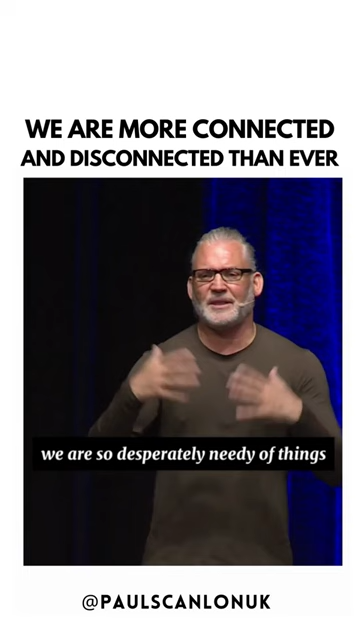 WE ARE MORE CONNECTED
AND DISCONNECTED THAN EVER
we are so desperately needy of things
@PAULSCANLONUK